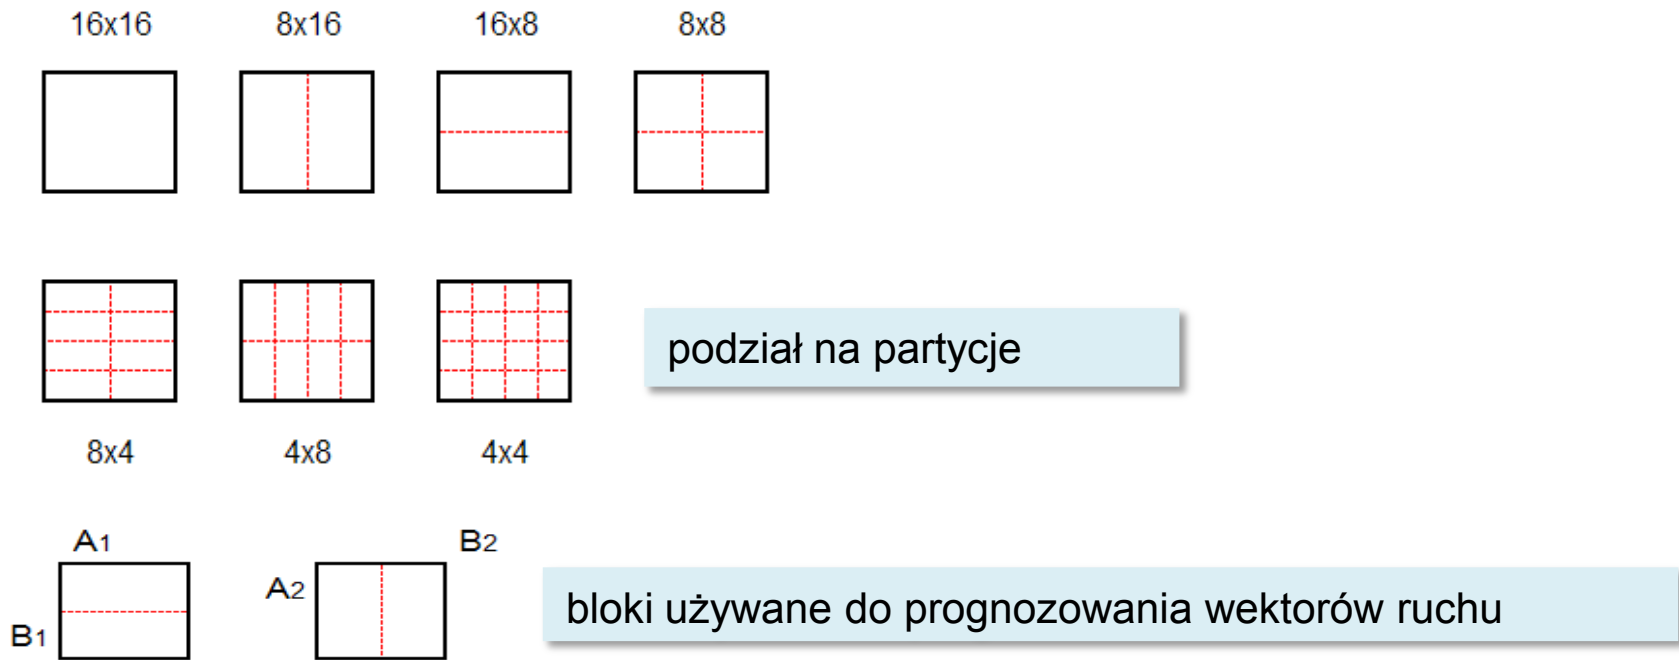 16x16 8x16 16x8 8x8
podział na partycje
8x4 4x8 4x4
A1 B2
A2
bloki używane do prognozowania wektorów ruchu
B1